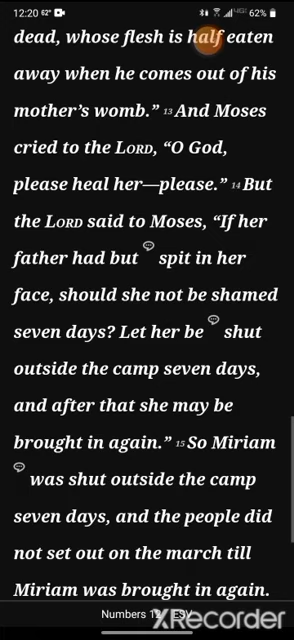 12:20 62° 62%
dead, whose flesh is half eaten
away when he comes out of his
mother's womb.” 13 And Moses
cried to the LORD, “O God,
please heal her—please.” 14 But
the LORD said to Moses, “If her
father had but spit in her
face, should she not be shamed
seven days? Let her be shut
outside the camp seven days,
and after that she may be
brought in again.” 15 So Miriam
was shut outside the camp
seven days, and the people did
not set out on the march till
Miriam was brought in again.
Numbers 12 ESV
XRecorder